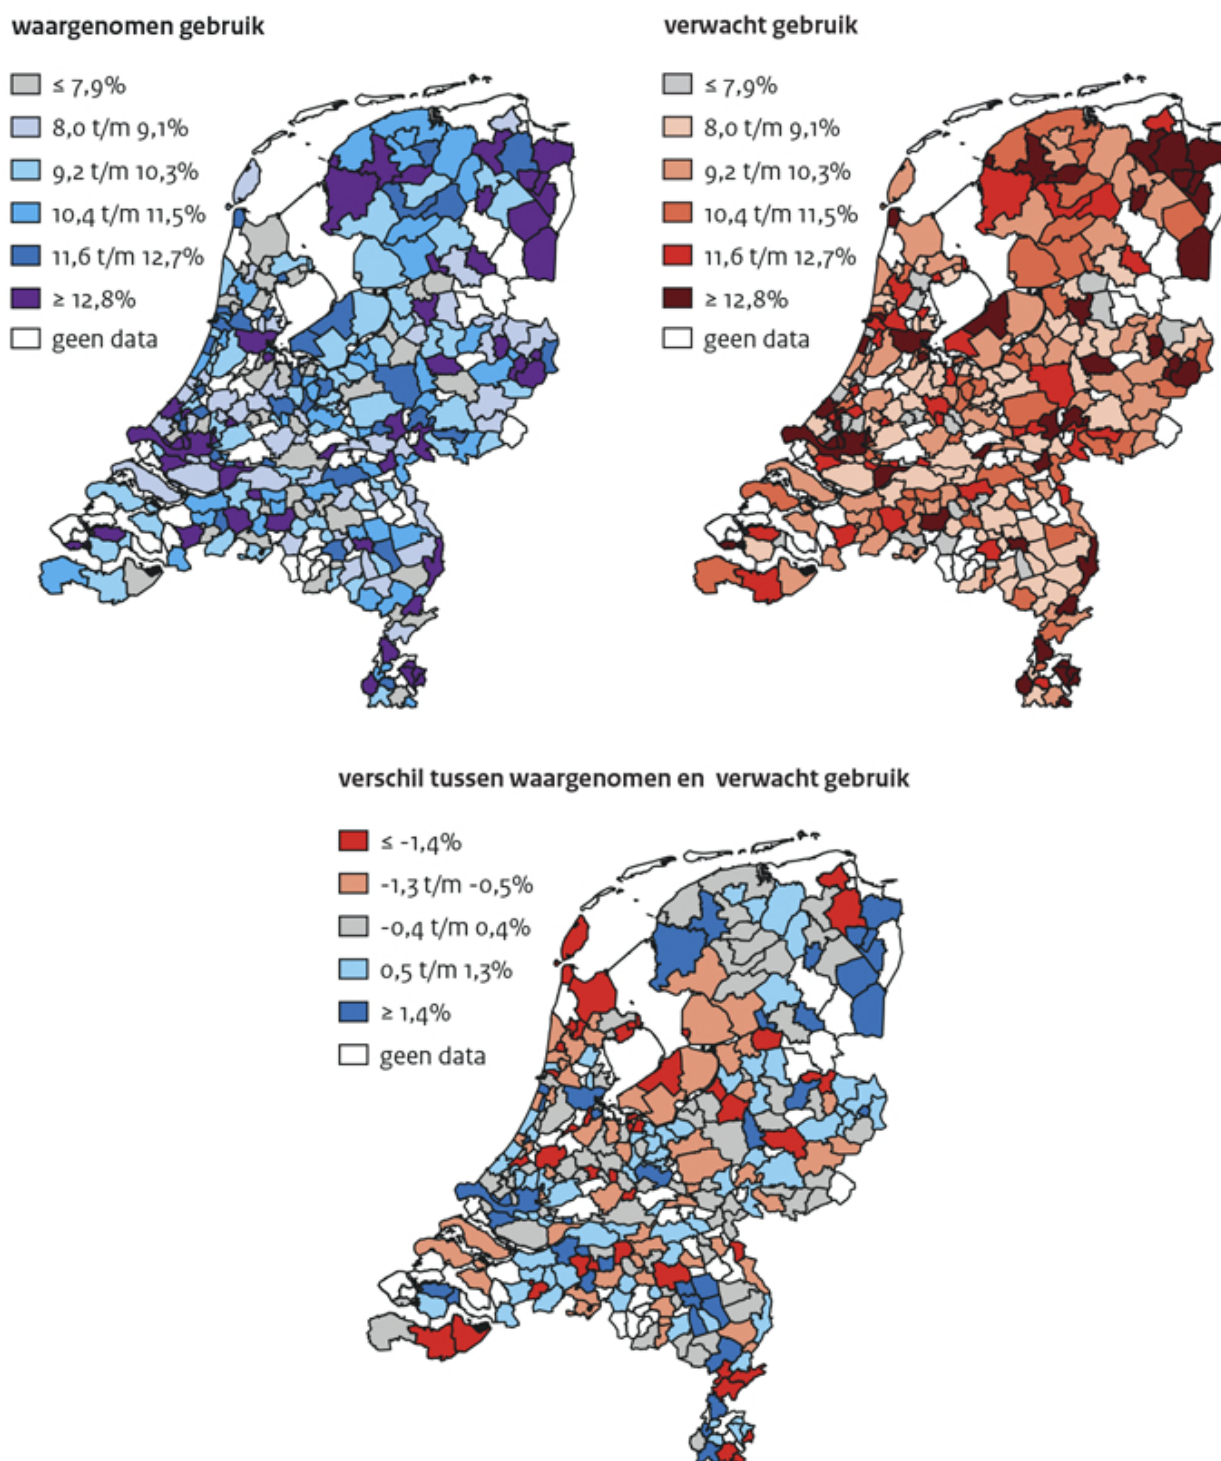 waargenomen gebruik
≤ 7,9%
8,0 t/m 9,1%
9,2 t/m 10,3%
10,4 t/m 11,5%
11,6 t/m 12,7%
≥ 12,8%
geen data
verwacht gebruik
≤ 7,9%
8,0 t/m 9,1%
9,2 t/m 10,3%
10,4 t/m 11,5%
11,6 t/m 12,7%
≥ 12,8%
geen data
verschil tussen waargenomen en verwacht gebruik
≤ -1,4%
-1,3 t/m -0,5%
-0,4 t/m 0,4%
0,5 t/m 1,3%
≥ 1,4%
geen data